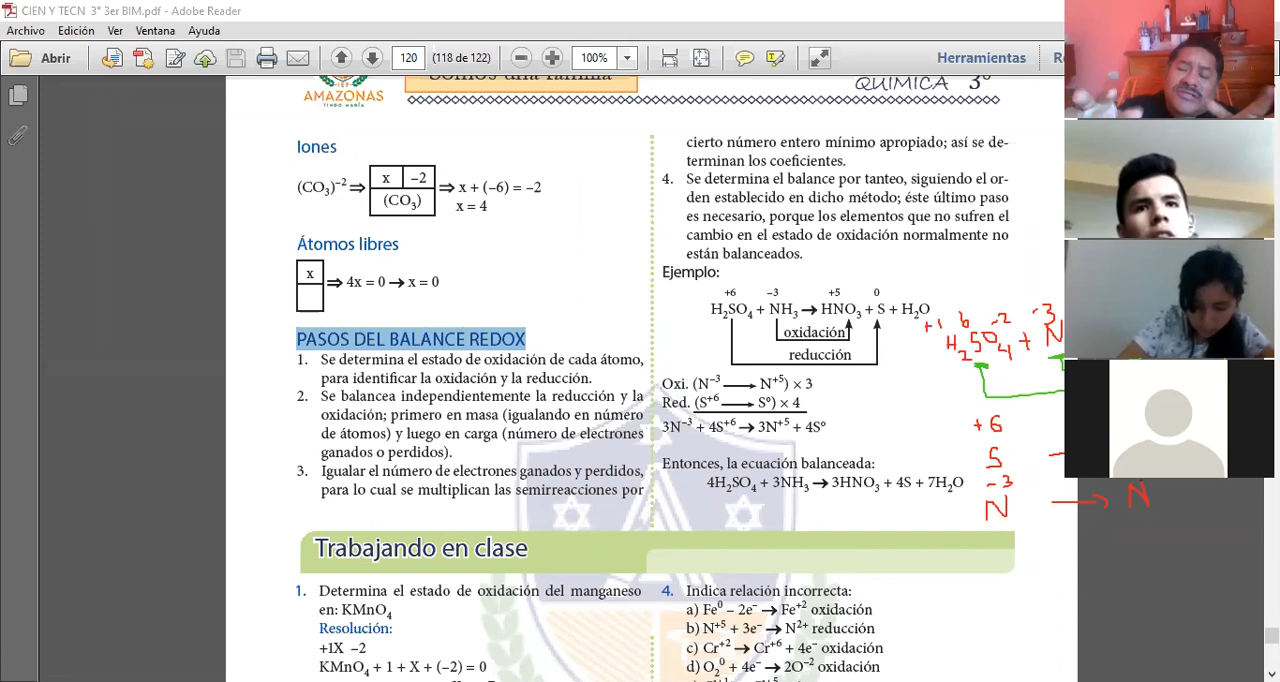 CIEN Y TECN 3° 3er BIM.pdf - Adobe Reader
Archivo Edición Ver Ventana Ayuda
Abrir
120 (118 de 122)
100%
Herramientas
AMAZONAS
TINGO MARÍA
Somos una familia
QUÍMICA 3°
Iones
(CO₃)⁻² ⇒ x −2 (CO₃) ⇒ x + (−6) = −2
x = 4
Átomos libres
x ⇒ 4x = 0 → x = 0
PASOS DEL BALANCE REDOX
1. Se determina el estado de oxidación de cada átomo,
para identificar la oxidación y la reducción.
2. Se balancea independientemente la reducción y la
oxidación; primero en masa (igualando en número
de átomos) y luego en carga (número de electrones
ganados o perdidos).
3. Igualar el número de electrones ganados y perdidos,
para lo cual se multiplican las semirreacciones por
cierto número entero mínimo apropiado; así se de-
terminan los coeficientes.
4. Se determina el balance por tanteo, siguiendo el or-
den establecido en dicho método; éste último paso
es necesario, porque los elementos que no sufren el
cambio en el estado de oxidación normalmente no
están balanceados.
Ejemplo:
+6 −3 +5 0
H₂SO₄ + NH₃ → HNO₃ + S + H₂O
oxidación
reducción
Oxi. (N⁻³ → N⁺⁵) × 3
Red. (S⁺⁶ → S°) × 4
3N⁻³ + 4S⁺⁶ → 3N⁺⁵ + 4S°
Entonces, la ecuación balanceada:
4H₂SO₄ + 3NH₃ → 3HNO₃ + 4S + 7H₂O
+1 6 -2 -3
H₂SO₄ + N
+6
S
-3
N → N
Trabajando en clase
1. Determina el estado de oxidación del manganeso
en: KMnO₄
Resolución:
+1X −2
KMnO₄ + 1 + X + (−2) = 0
4. Indica relación incorrecta:
a) Fe⁰ − 2e⁻ → Fe⁺² oxidación
b) N⁺⁵ + 3e⁻ → N²⁺ reducción
c) Cr⁺² → Cr⁺⁶ + 4e⁻ oxidación
d) O₂⁰ + 4e⁻ → 2O⁻² oxidación